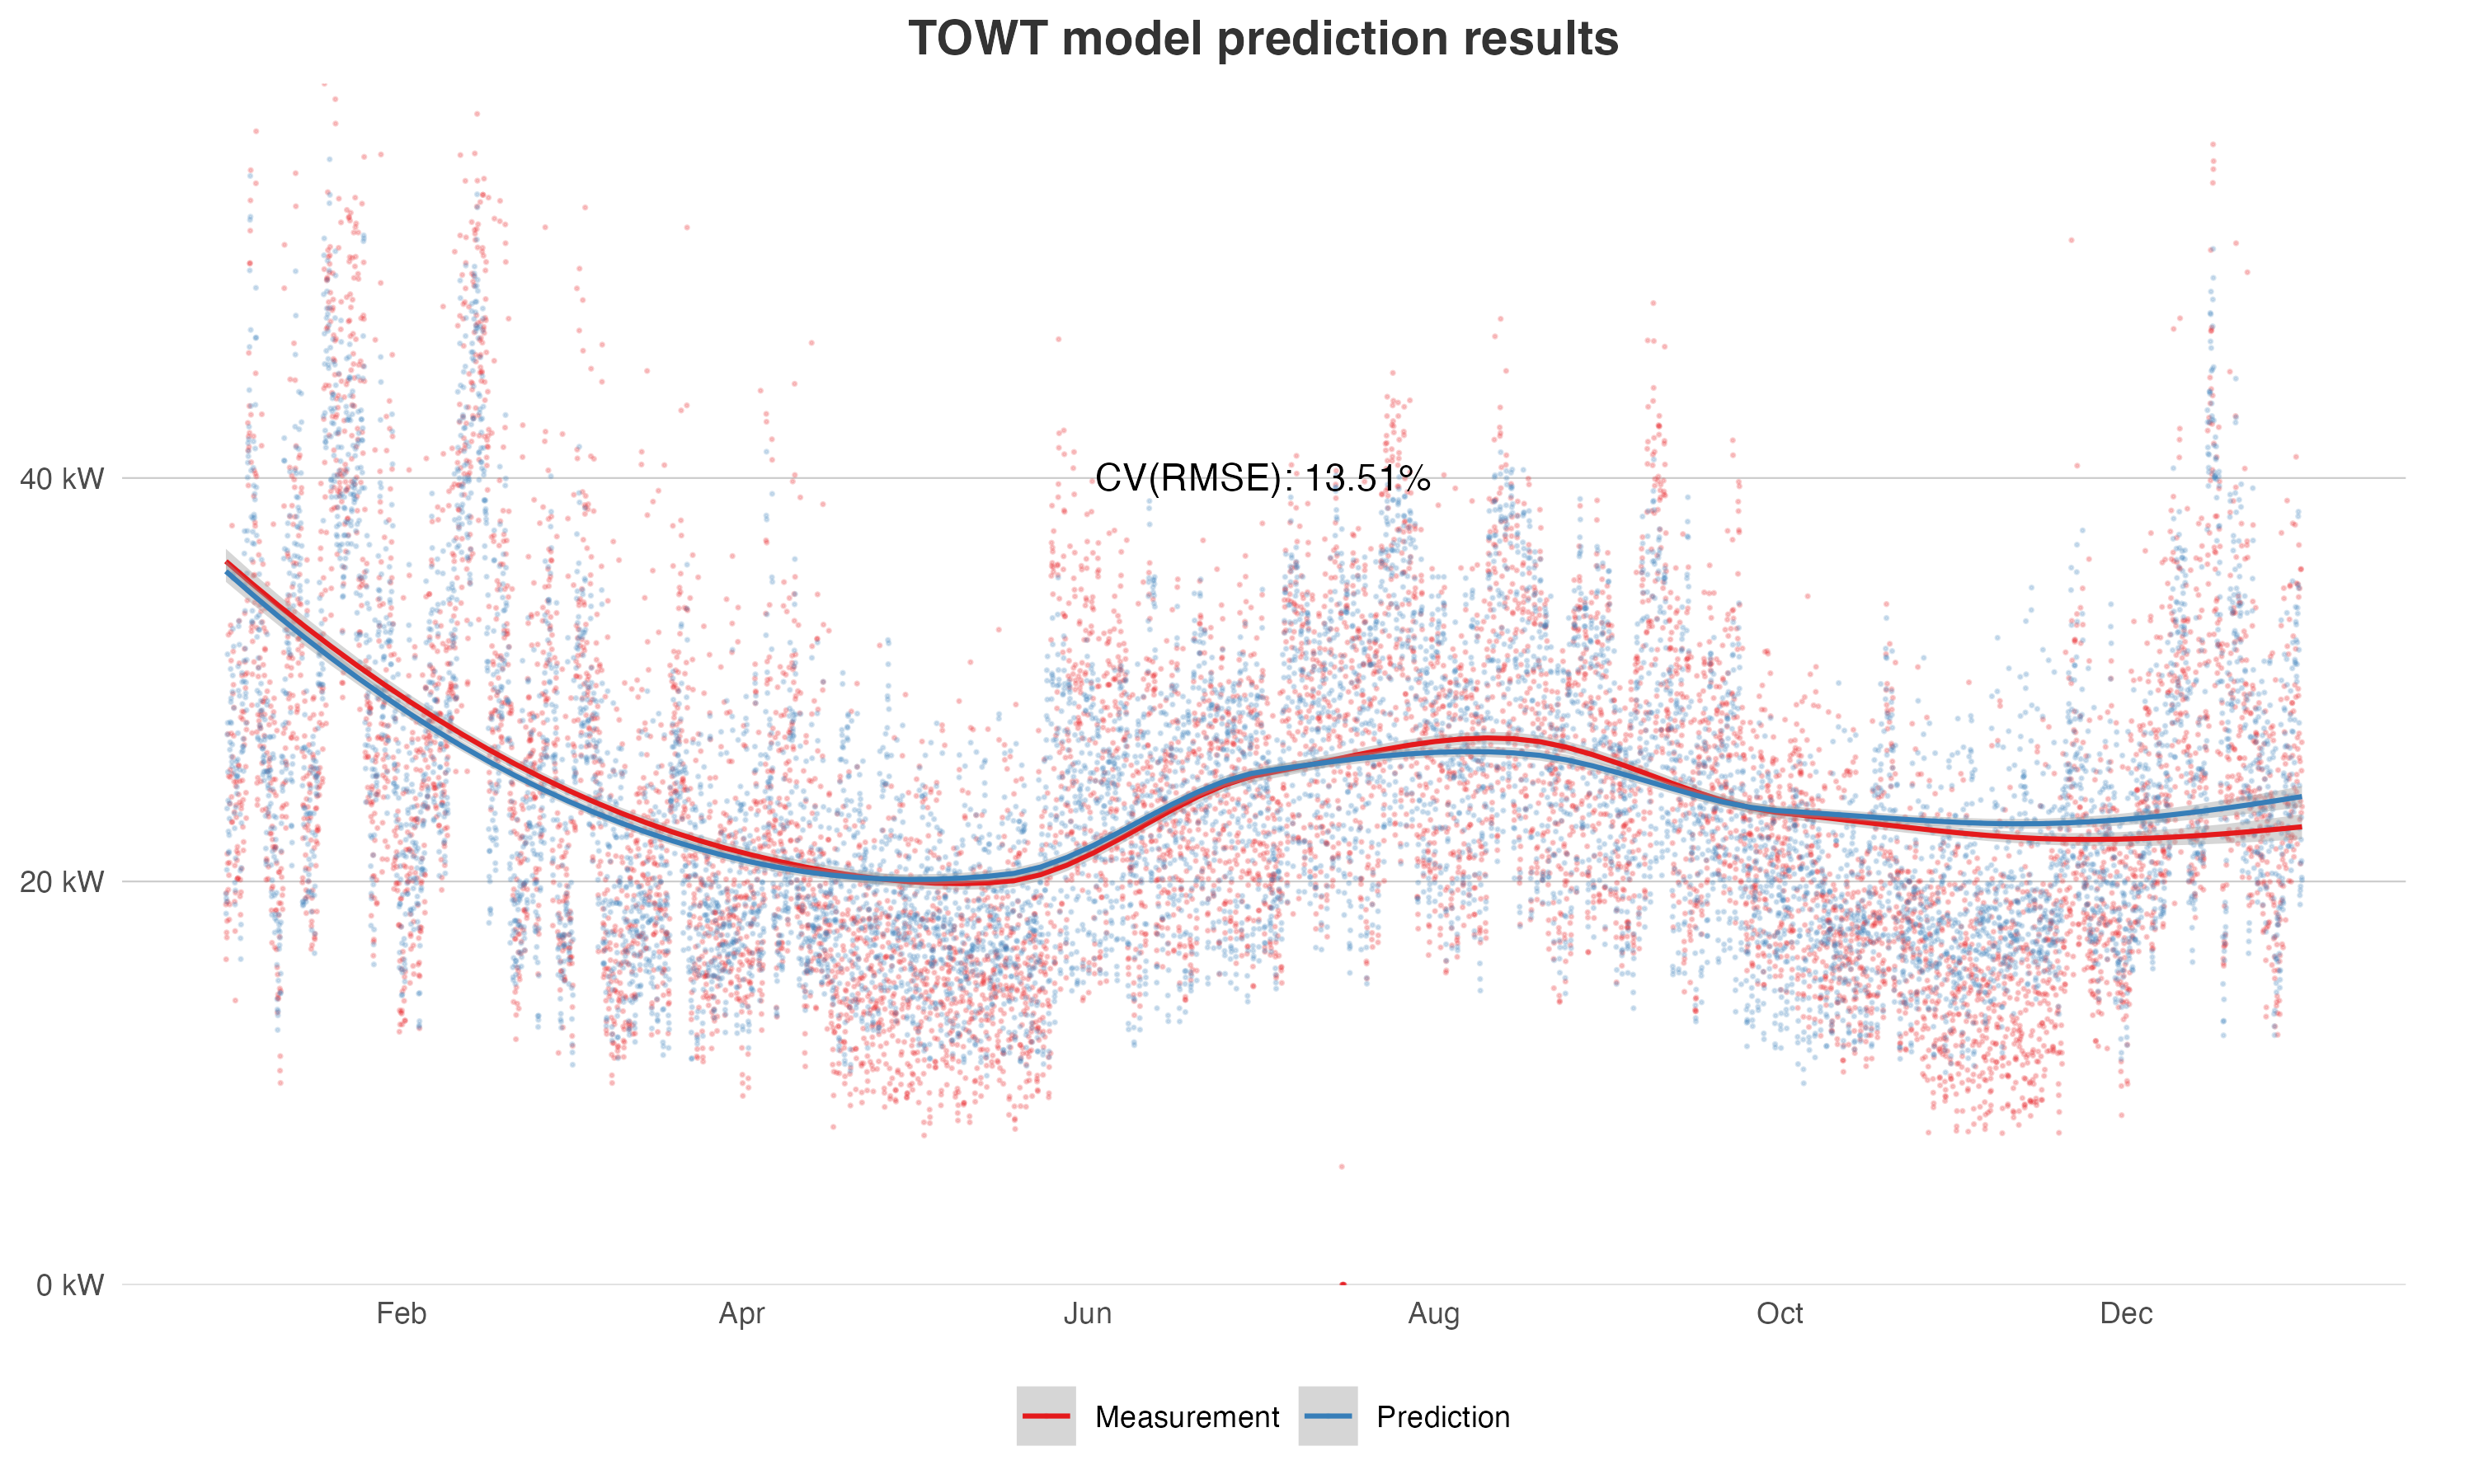 TOWT model prediction results
40 kW
CV(RMSE): 13.51%
20 kW
0 kW
Feb Apr Jun Aug Oct Dec
Measurement Prediction